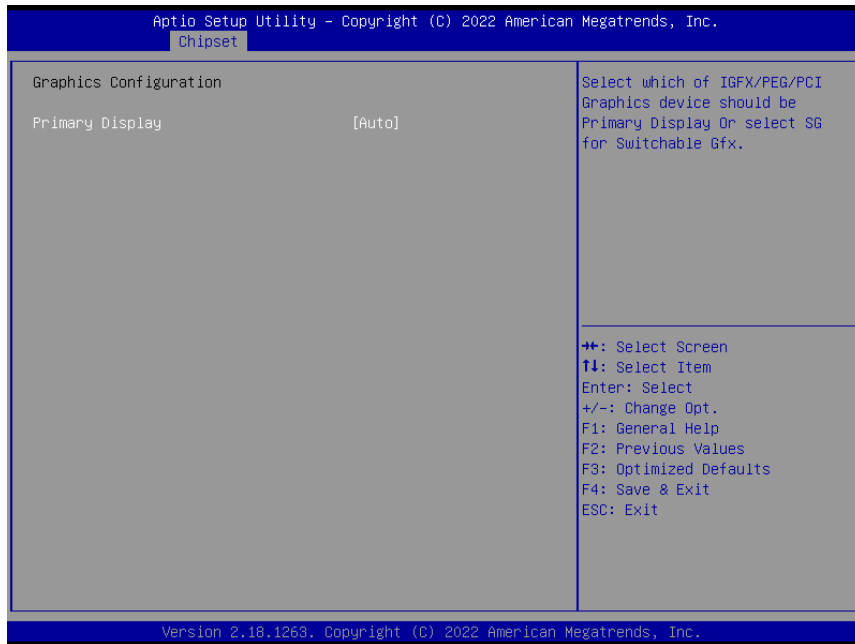 Aptio Setup Utility – Copyright (C) 2022 American Megatrends, Inc.
Chipset
Graphics Configuration
Primary Display [Auto]
Select which of IGFX/PEG/PCI
Graphics device should be
Primary Display Or select SG
for Switchable Gfx.
→←: Select Screen
↑↓: Select Item
Enter: Select
+/-: Change Opt.
F1: General Help
F2: Previous Values
F3: Optimized Defaults
F4: Save & Exit
ESC: Exit
Version 2.18.1263. Copyright (C) 2022 American Megatrends, Inc.